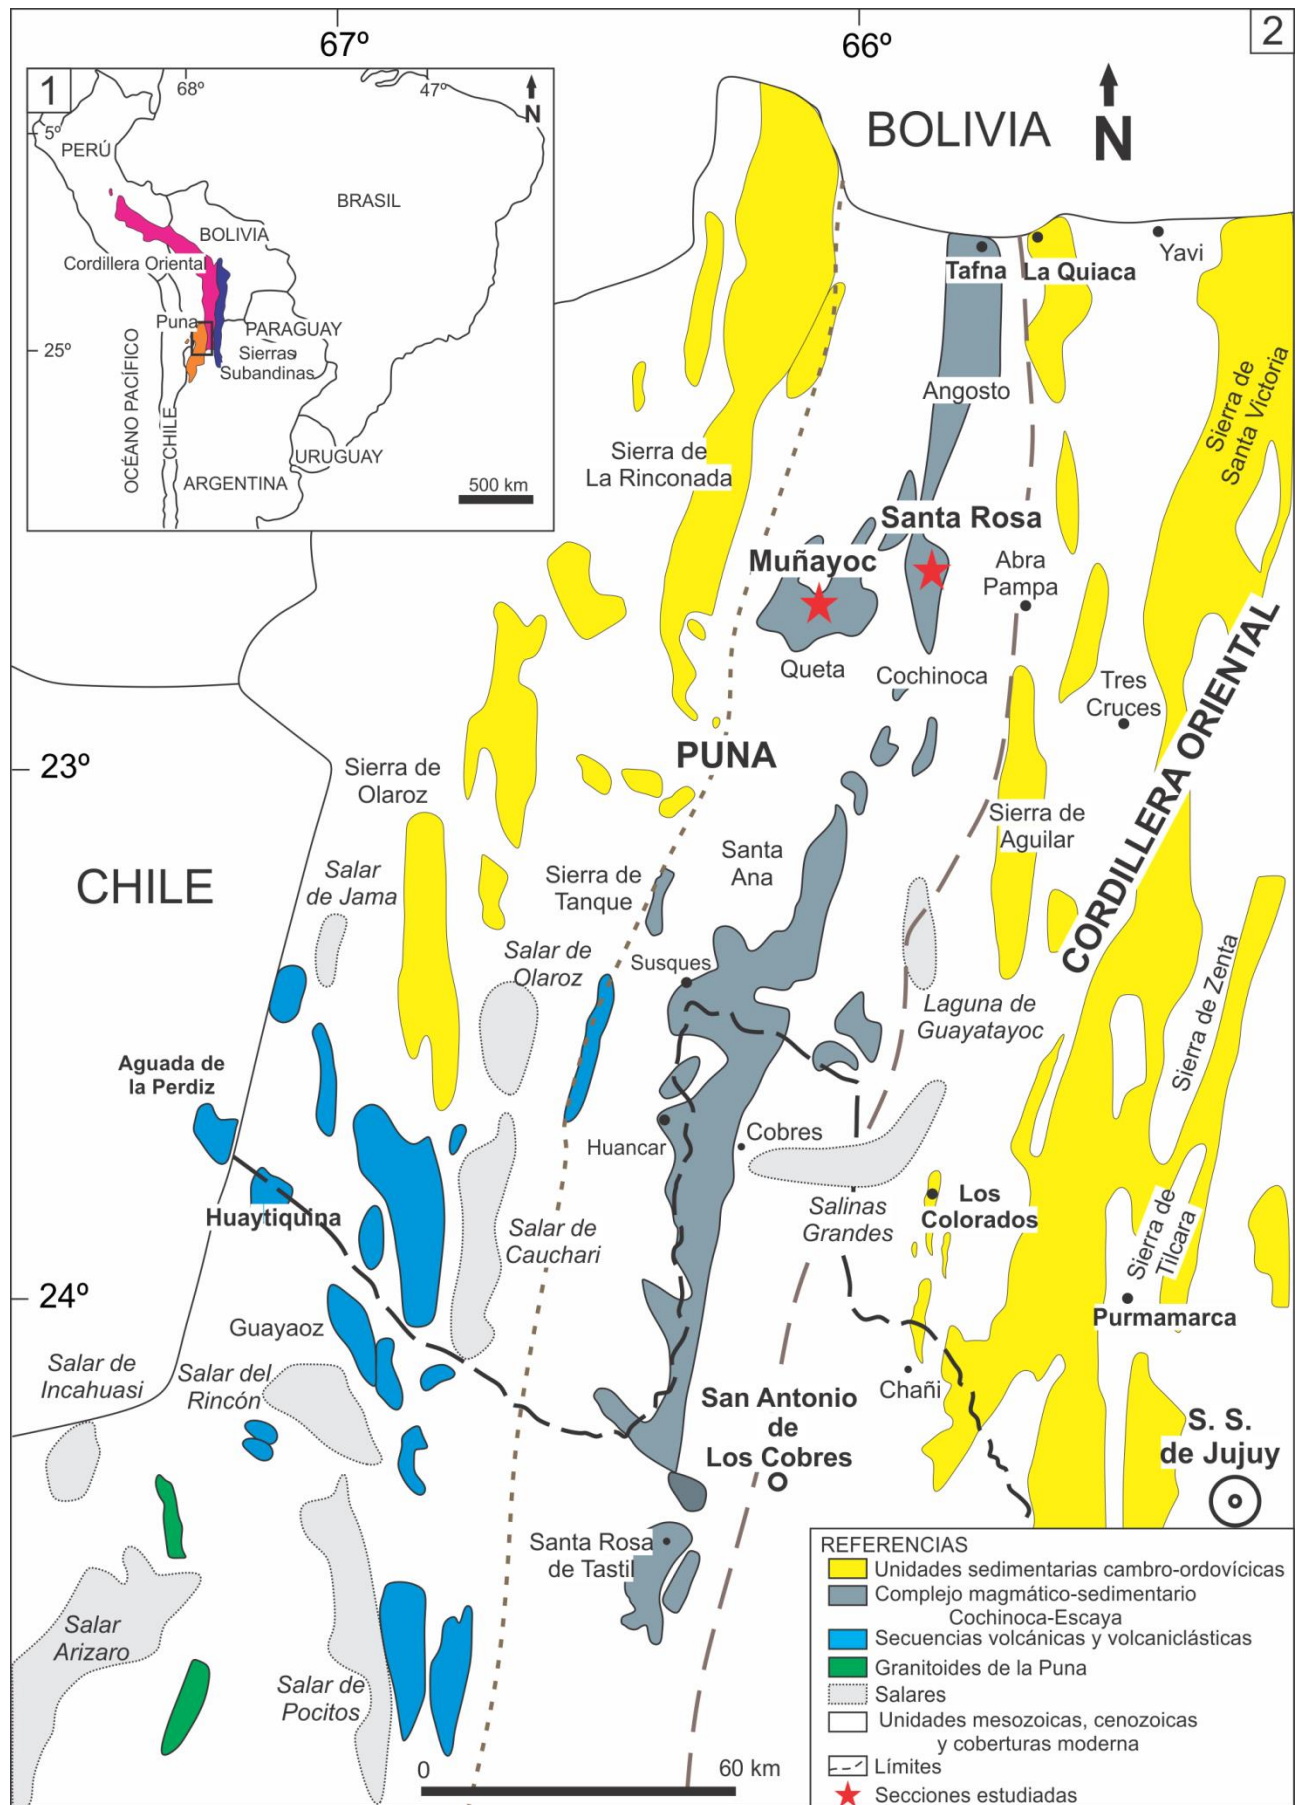 67º
66º
2
1
68º
47º
N
5º
PERÚ
BRASIL
BOLIVIA
Cordillera Oriental
Puna
PARAGUAY
25º
Sierras
Subandinas
OCÉANO PACÍFICO
CHILE
URUGUAY
ARGENTINA
500 km
BOLIVIA
N
Tafna
La Quiaca
Yavi
Angosto
Sierra de
Santa Victoria
Sierra de
La Rinconada
Santa Rosa
Muñayoc
Abra
Pampa
Queta
Cochinoca
Tres
Cruces
CORDILLERA ORIENTAL
PUNA
23º
Sierra de
Olaroz
Sierra de
Aguilar
Santa
Ana
CHILE
Salar
de Jama
Sierra de
Tanque
Salar de
Olaroz
Susques
Laguna de
Guayatayoc
Sierra de Zenta
Aguada de
la Perdiz
Huancar
Cobres
Huaytiquina
Salar de
Cauchari
Salinas
Grandes
Los
Colorados
Sierra de
Tilcara
24º
Purmamarca
Guayaoz
Salar de
Incahuasi
Salar del
Rincón
Chañi
San Antonio
de
Los Cobres
S. S.
de Jujuy
Santa Rosa
de Tastil
Salar
Arizaro
Salar de
Pocitos
0
60 km
REFERENCIAS
Unidades sedimentarias cambro-ordovícicas
Complejo magmático-sedimentario
Cochinoca-Escaya
Secuencias volcánicas y volcaniclásticas
Granitoides de la Puna
Salares
Unidades mesozoicas, cenozoicas
y coberturas moderna
Límites
Secciones estudiadas